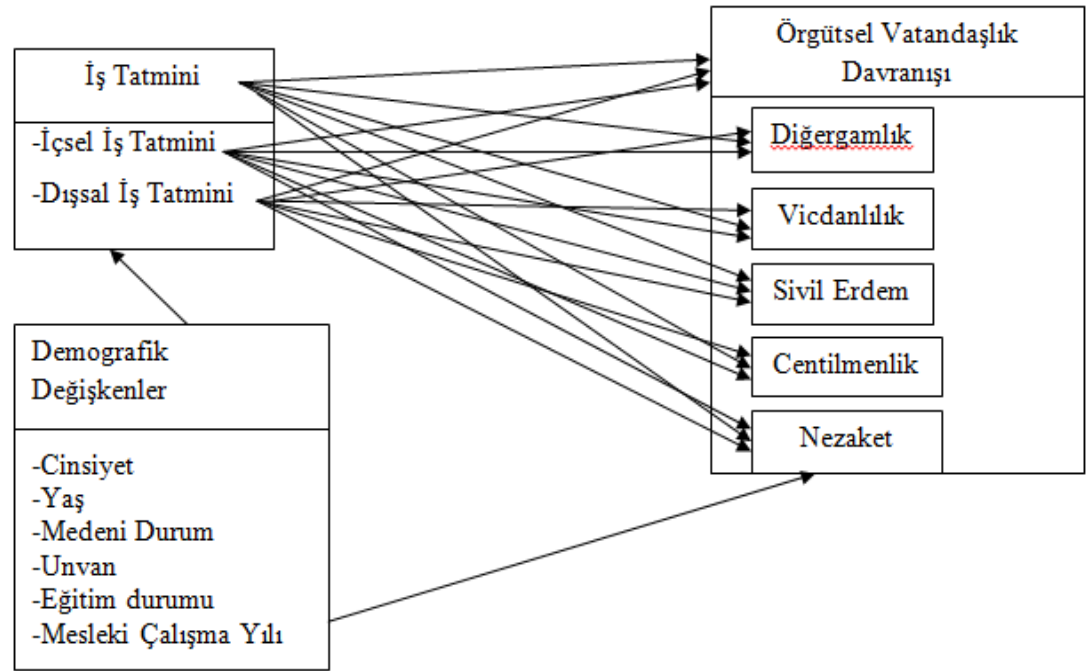 İş Tatmini
-İçsel İş Tatmini
-Dışsal İş Tatmini
Demografik
Değişkenler
-Cinsiyet
-Yaş
-Medeni Durum
-Unvan
-Eğitim durumu
-Mesleki Çalışma Yılı
Örgütsel Vatandaşlık
Davranışı
Diğergamlık
Vicdanlılık
Sivil Erdem
Centilmenlik
Nezaket